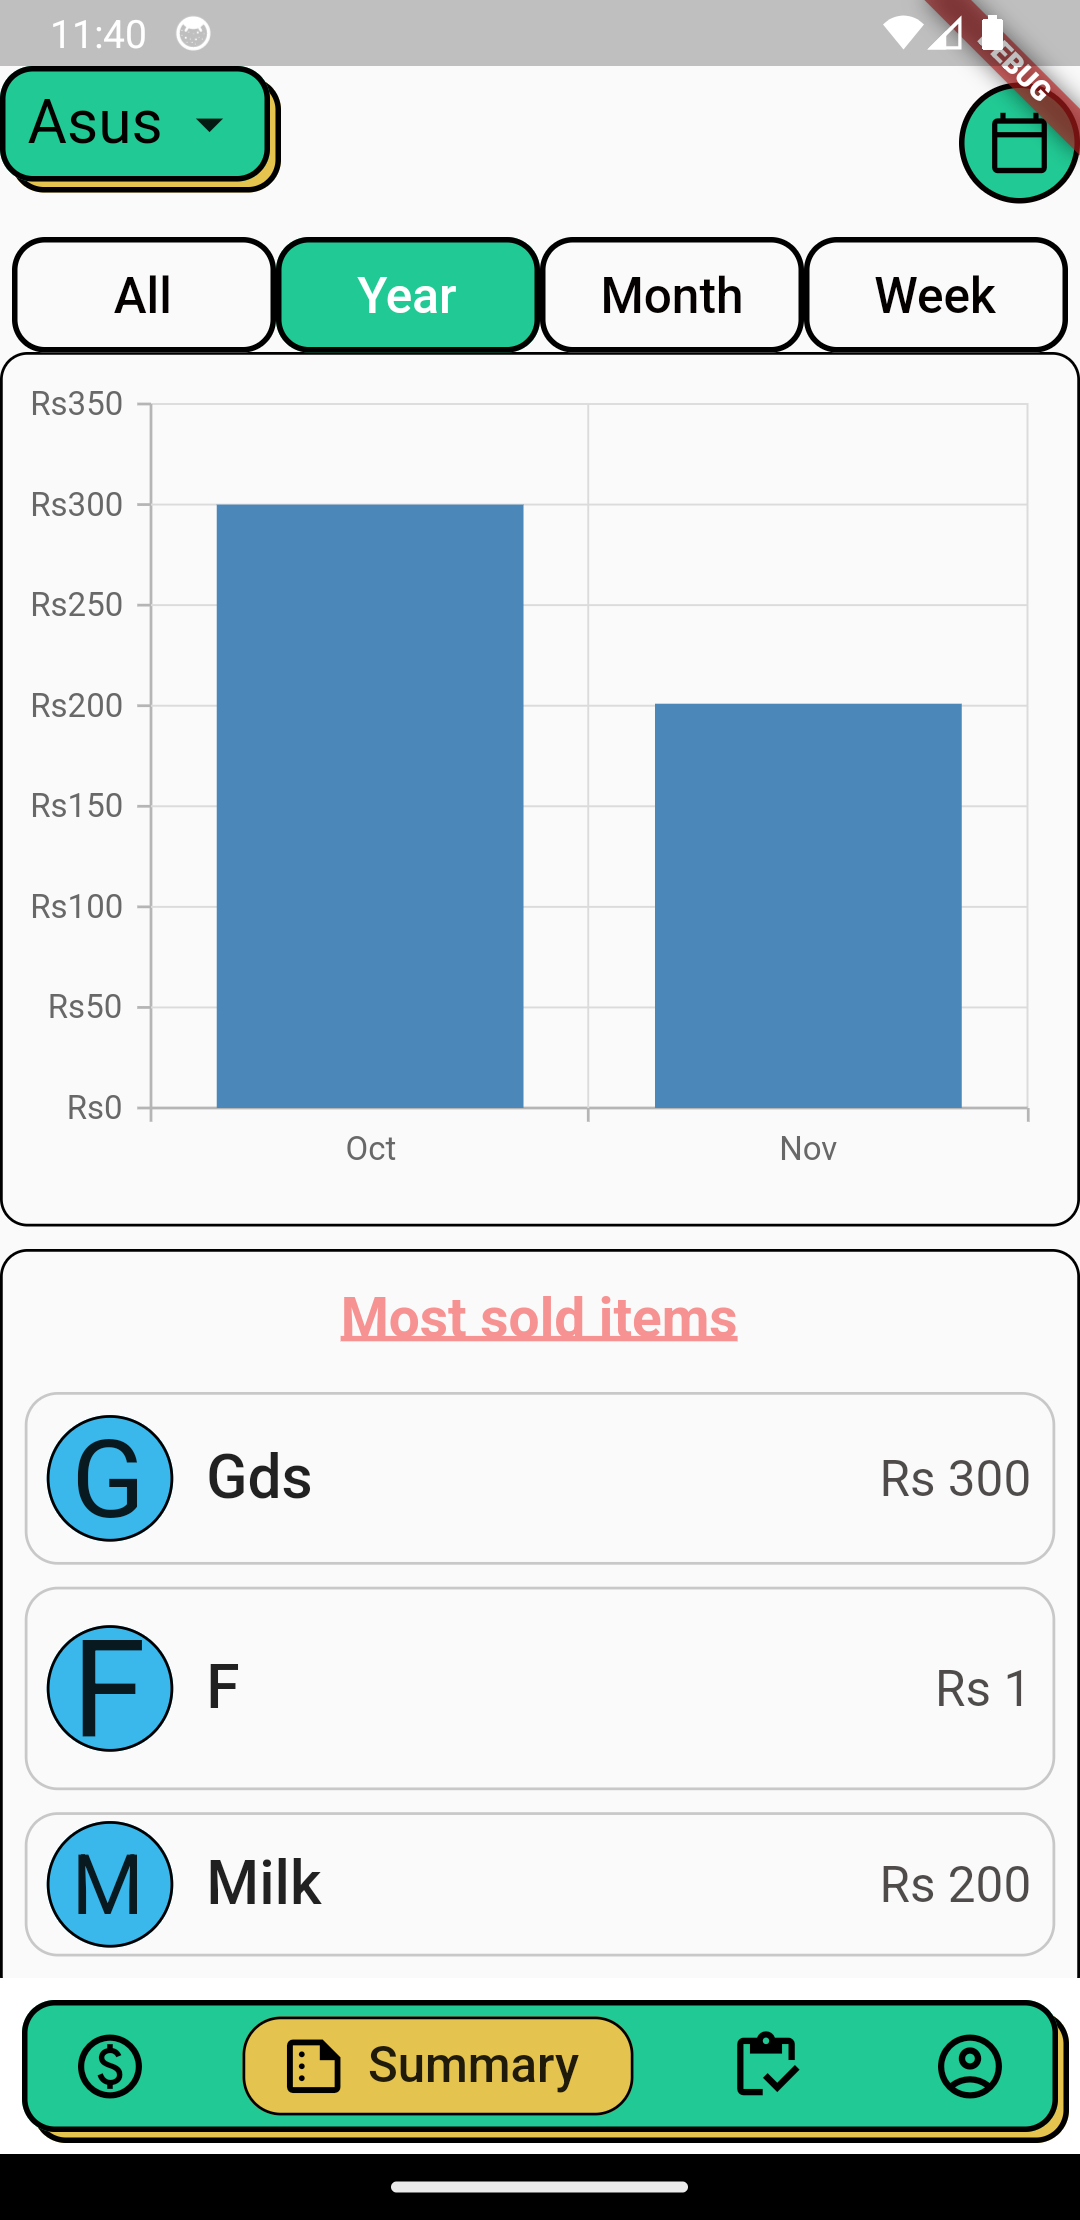 11:40
DEBUG
Asus
All Year Month Week
Rs350
Rs300
Rs250
Rs200
Rs150
Rs100
Rs50
Rs0
Oct Nov
Most sold items
G Gds Rs 300
F F Rs 1
M Milk Rs 200
Summary